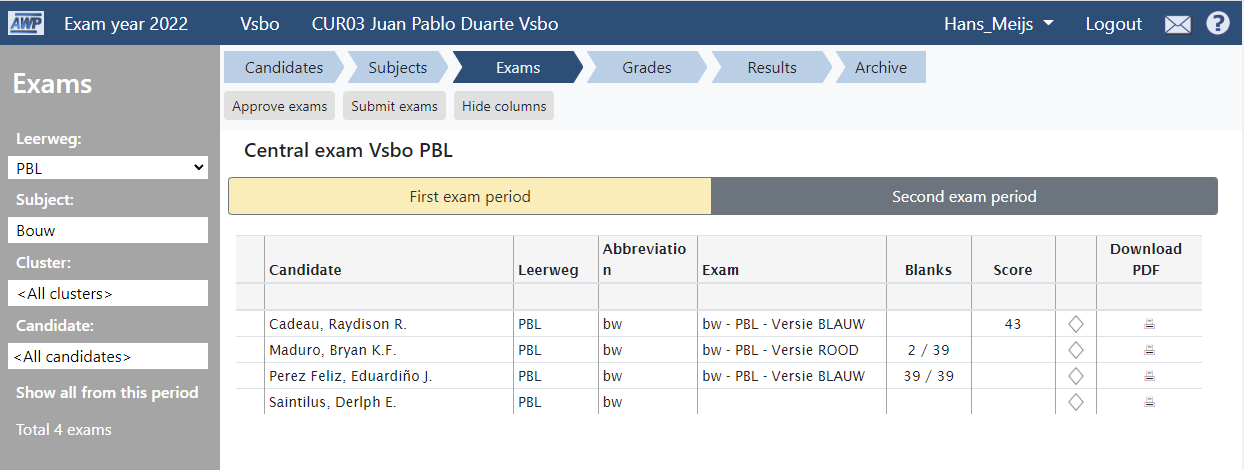 AWP Exam year 2022 Vsbo CUR03 Juan Pablo Duarte Vsbo Hans_Meijs Logout ?
Exams
Leerweg:
PBL
Subject:
Bouw
Cluster:
<All clusters>
Candidate:
<All candidates>
Show all from this period
Total 4 exams
Candidates Subjects Exams Grades Results Archive
Approve exams Submit exams Hide columns
Central exam Vsbo PBL
First exam period Second exam period
Candidate Leerweg Abbreviatio
n Exam Blanks Score Download
PDF
Cadeau, Raydison R. PBL bw bw - PBL - Versie BLAUW 43
Maduro, Bryan K.F. PBL bw bw - PBL - Versie ROOD 2 / 39
Perez Feliz, Eduardiño J. PBL bw bw - PBL - Versie BLAUW 39 / 39
Saintilus, Derlph E. PBL bw